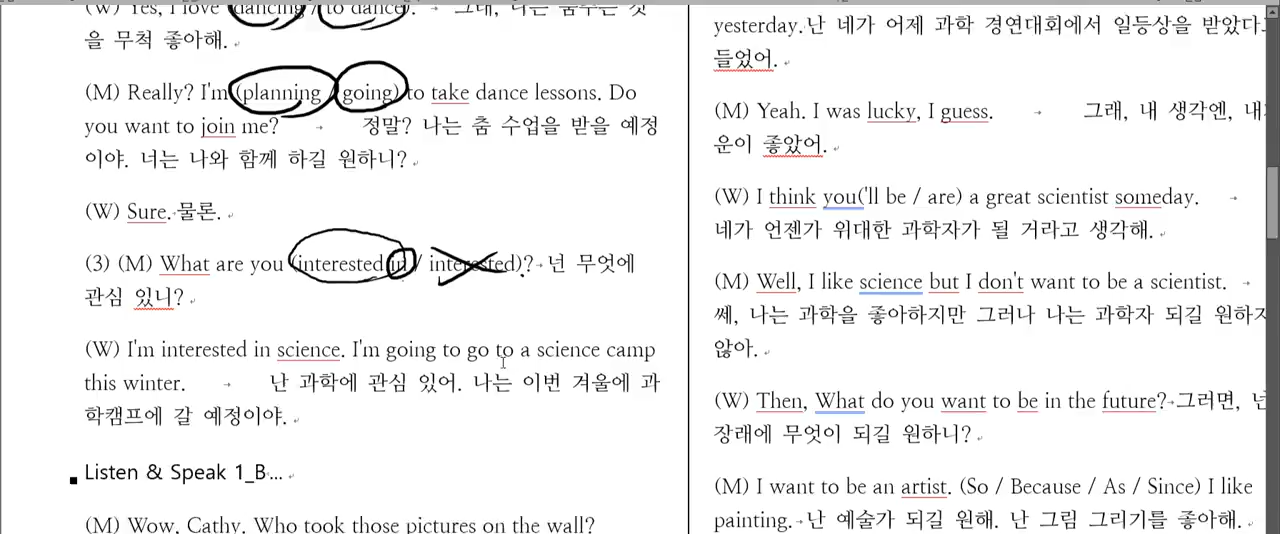 (W) Yes, I love (dancing / to dance). → 그래, 나는 춤추는 것
을 무척 좋아해.
(M) Really? I'm (planning / going) to take dance lessons. Do
you want to join me? → 정말? 나는 춤 수업을 받을 예정
이야. 너는 나와 함께 하길 원하니?
(W) Sure. 물론.
(3) (M) What are you (interested in / interested)? 넌 무엇에
관심 있니?
(W) I'm interested in science. I'm going to go to a science camp
this winter. → 난 과학에 관심 있어. 나는 이번 겨울에 과
학캠프에 갈 예정이야.
Listen & Speak 1_B...
(M) Wow, Cathy. Who took those pictures on the wall?
yesterday.난 네가 어제 과학 경연대회에서 일등상을 받았다고
들었어.
(M) Yeah. I was lucky, I guess. → 그래, 내 생각엔, 내
운이 좋았어.
(W) I think you('ll be / are) a great scientist someday. →
네가 언젠가 위대한 과학자가 될 거라고 생각해.
(M) Well, I like science but I don't want to be a scientist. →
쎄, 나는 과학을 좋아하지만 그러나 나는 과학자 되길 원하지
않아.
(W) Then, What do you want to be in the future?→그러면, 넌
장래에 무엇이 되길 원하니?
(M) I want to be an artist. (So / Because / As / Since) I like
painting.→난 예술가 되길 원해. 난 그림 그리기를 좋아해.